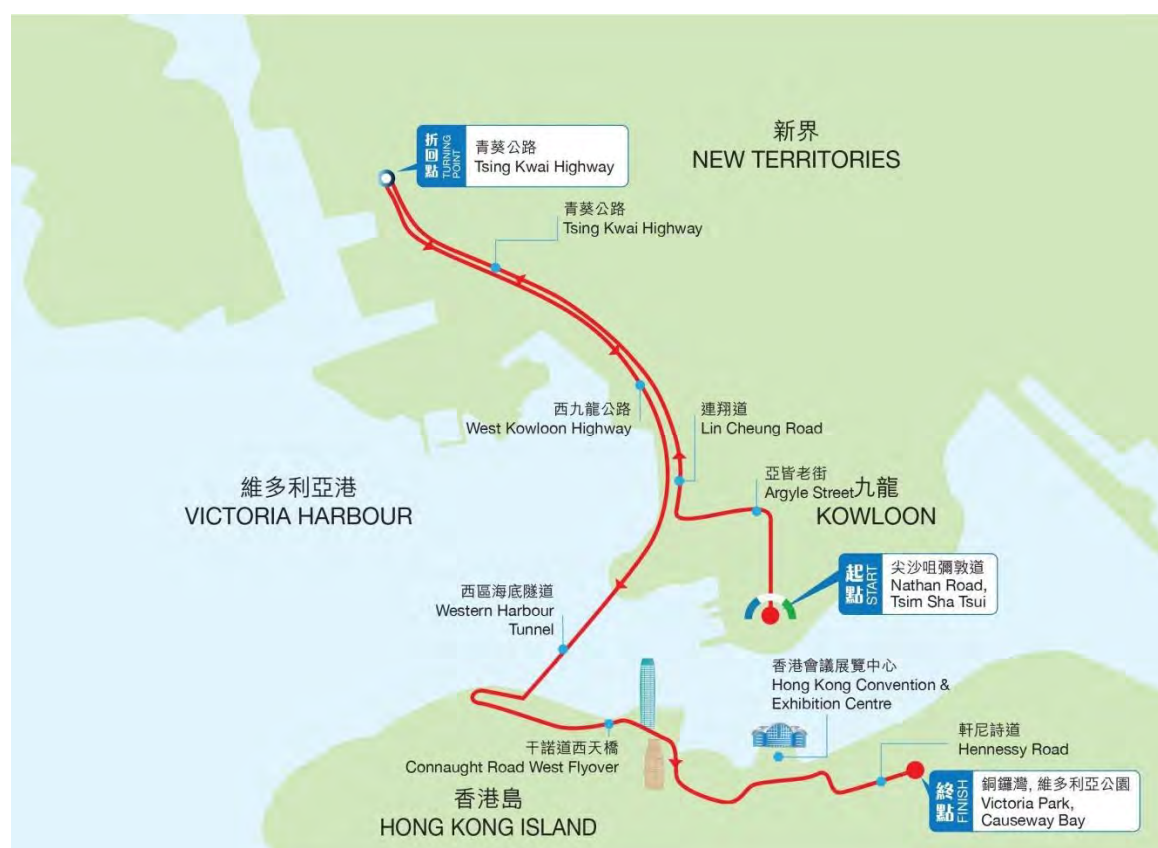 新界
NEW TERRITORIES
折回點
TURNING
POINT
青葵公路
Tsing Kwai Highway
青葵公路
Tsing Kwai Highway
西九龍公路
West Kowloon Highway
連翔道
Lin Cheung Road
亞皆老街
Argyle Street
九龍
KOWLOON
維多利亞港
VICTORIA HARBOUR
起點
START
尖沙咀彌敦道
Nathan Road,
Tsim Sha Tsui
西區海底隧道
Western Harbour
Tunnel
香港會議展覽中心
Hong Kong Convention &
Exhibition Centre
軒尼詩道
Hennessy Road
干諾道西天橋
Connaught Road West Flyover
終點
FINISH
銅鑼灣, 維多利亞公園
Victoria Park,
Causeway Bay
香港島
HONG KONG ISLAND